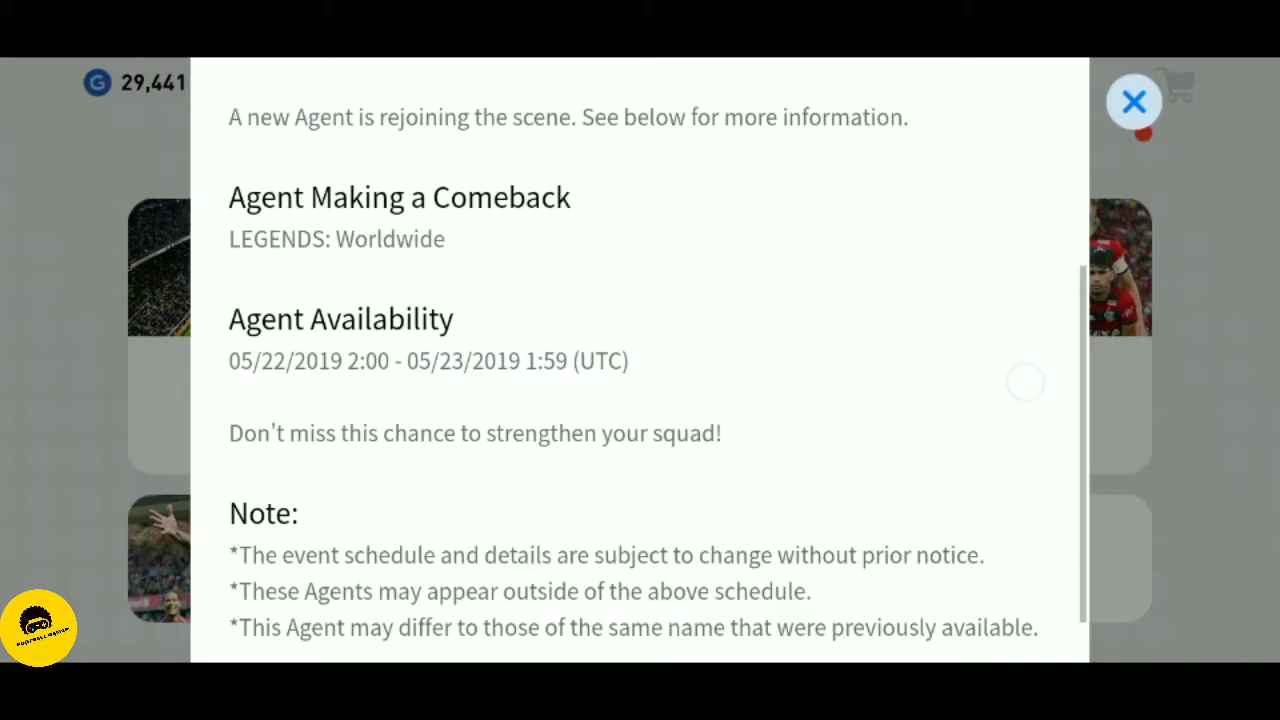 G 29,441
A new Agent is rejoining the scene. See below for more information.
Agent Making a Comeback
LEGENDS: Worldwide
Agent Availability
05/22/2019 2:00 - 05/23/2019 1:59 (UTC)
Don't miss this chance to strengthen your squad!
Note:
*The event schedule and details are subject to change without prior notice.
*These Agents may appear outside of the above schedule.
*This Agent may differ to those of the same name that were previously available.